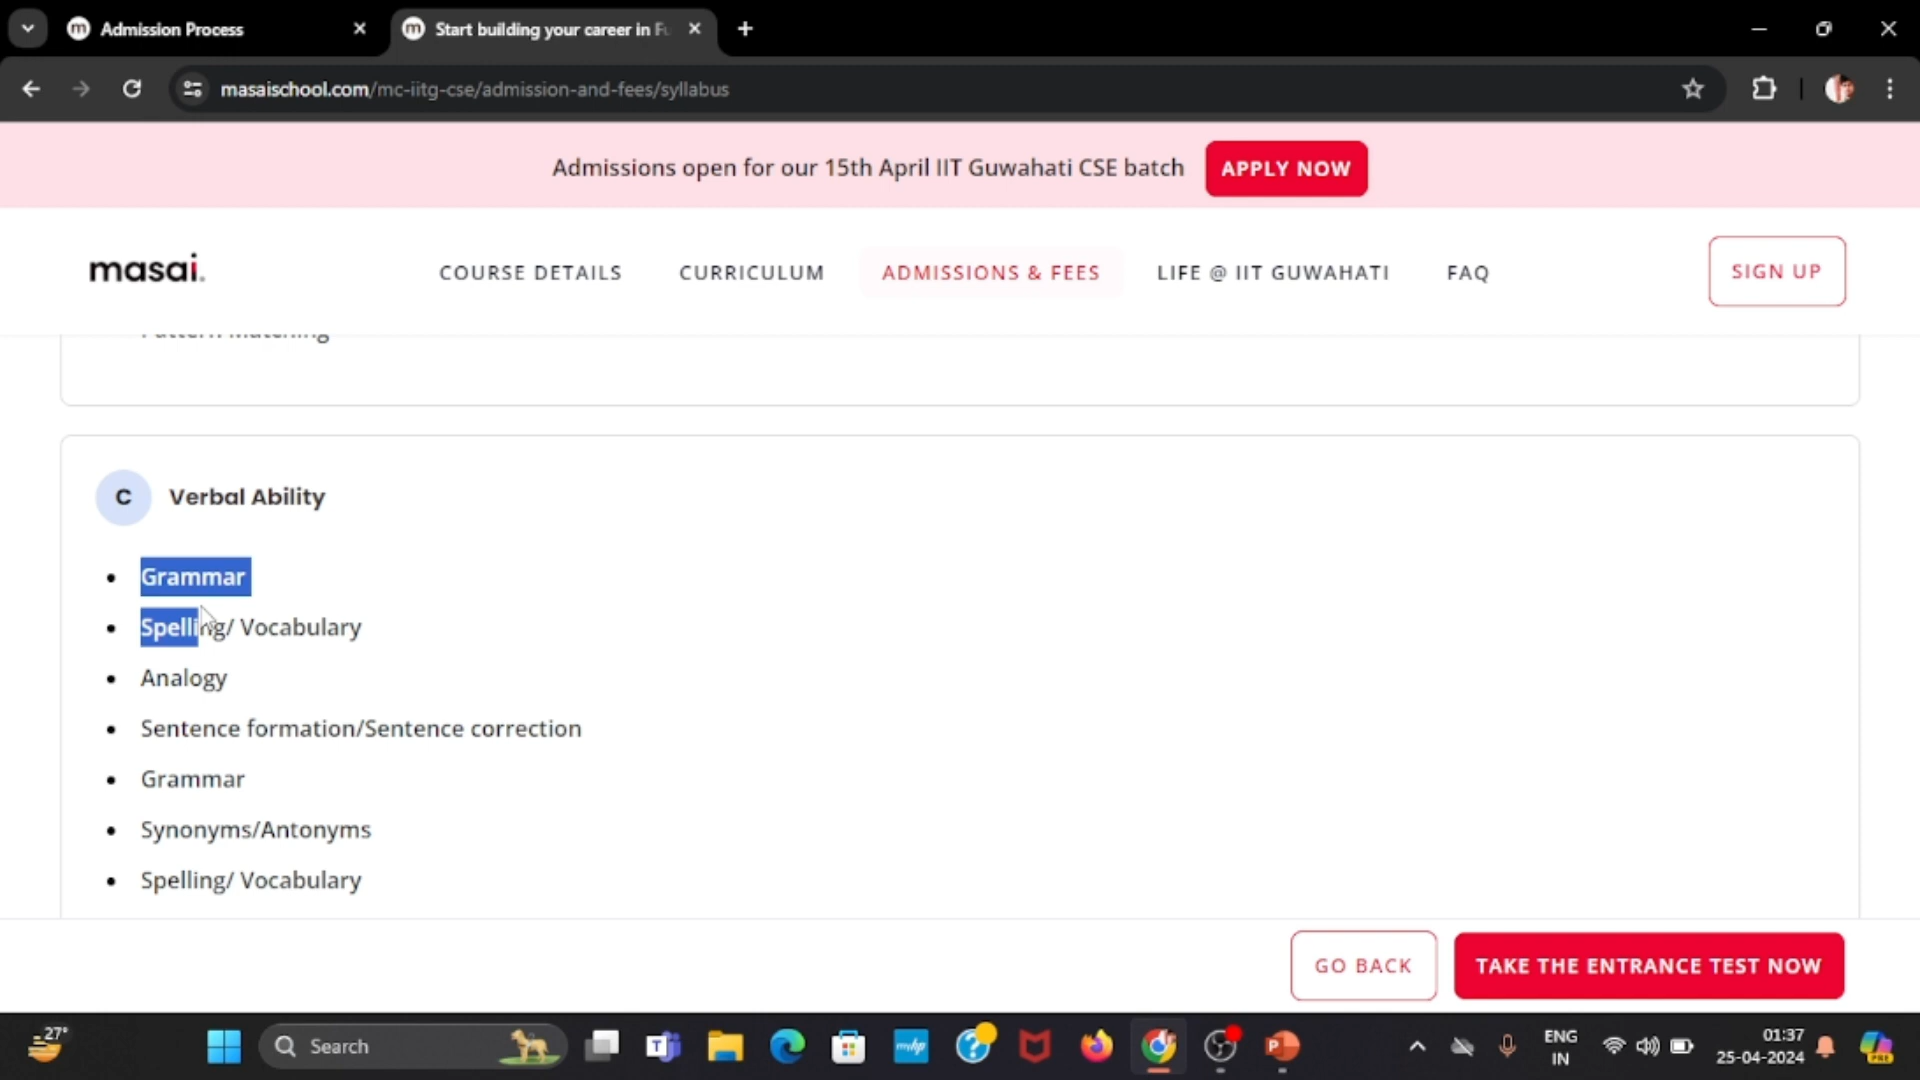 Admission Process
Start building your career in Fu
masaischool.com/mc-iitg-cse/admission-and-fees/syllabus
Admissions open for our 15th April IIT Guwahati CSE batch
APPLY NOW
masai.
COURSE DETAILS
CURRICULUM
ADMISSIONS & FEES
LIFE @ IIT GUWAHATI
FAQ
SIGN UP
Pattern Matching
C
Verbal Ability
Grammar
Spelling/ Vocabulary
Analogy
Sentence formation/Sentence correction
Grammar
Synonyms/Antonyms
Spelling/ Vocabulary
GO BACK
TAKE THE ENTRANCE TEST NOW
27°
Search
ENG
IN
01:37
25-04-2024